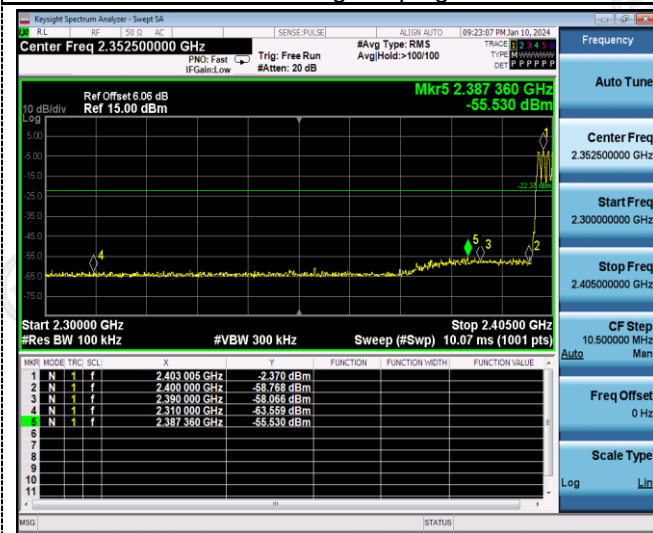 Keysight Spectrum Analyzer - Swept SA
RL RF 50 Ω AC SENSE:PULSE ALIGN AUTO 09:23:07 PM Jan 10, 2024
Center Freq 2.352500000 GHz
PNO: Fast
IFGain:Low
Trig: Free Run
#Atten: 20 dB
#Avg Type: RMS
Avg|Hold:>100/100
TRACE 1 2 3 4 5 6
TYPE M W W W W W
DET P P P P P P
Ref Offset 6.06 dB
10 dB/div Ref 15.00 dBm
Log
Mkr5 2.387 360 GHz
-55.530 dBm
5.00
-5.00
-15.0
-25.0
-35.0
-45.0
-55.0
-65.0
-75.0
1
2
3
4
5
Start 2.30000 GHz Stop 2.40500 GHz
#Res BW 100 kHz #VBW 300 kHz Sweep (#Swp) 10.07 ms (1001 pts)
MKR MODE TRC SCL X Y FUNCTION FUNCTION WIDTH FUNCTION VALUE
1 N 1 f 2.403 005 GHz -2.370 dBm
2 N 1 f 2.400 000 GHz -58.768 dBm
3 N 1 f 2.390 000 GHz -58.066 dBm
4 N 1 f 2.310 000 GHz -63.559 dBm
5 N 1 f 2.387 360 GHz -55.530 dBm
6
7
8
9
10
11
MSG STATUS
Frequency
Auto Tune
Center Freq
2.352500000 GHz
Start Freq
2.300000000 GHz
Stop Freq
2.405000000 GHz
CF Step
10.500000 MHz
Auto Man
Freq Offset
0 Hz
Scale Type
Log Lin